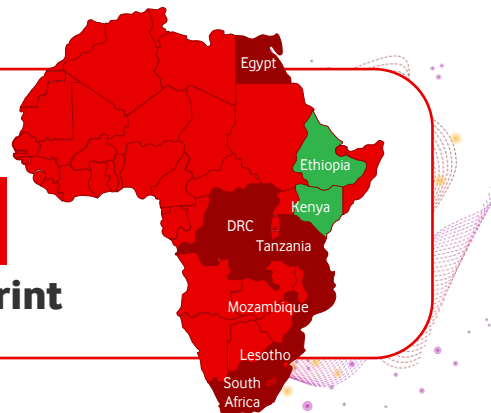 Egypt
Ethiopia
Kenya
DRC
Tanzania
rint
Mozambique
Lesotho
South
Africa